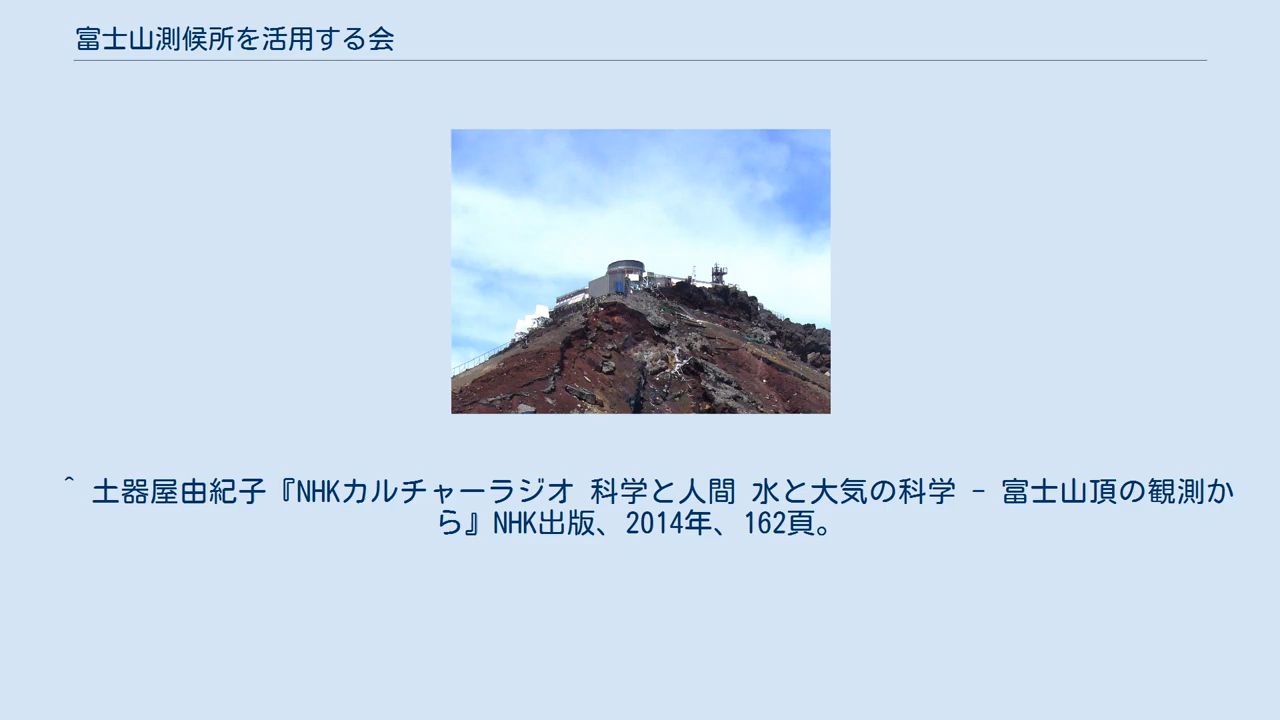 富士山測候所を活用する会
^ 土器屋由紀子『NHKカルチャーラジオ 科学と人間 水と大気の科学 - 富士山頂の観測か
ら』NHK出版、2014年、162頁。